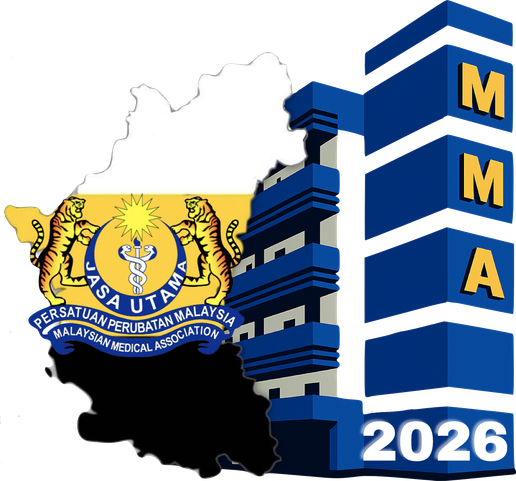 M
M
A
JASA UTAMA
PERSATUAN PERUBATAN MALAYSIA
MALAYSIAN MEDICAL ASSOCIATION
2026